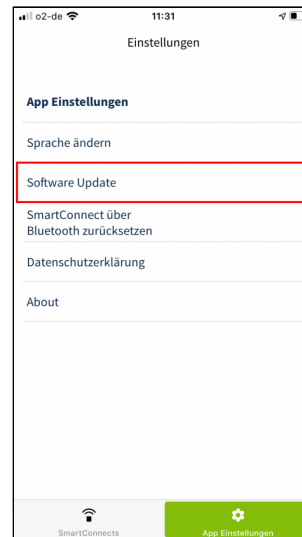 o2-de 11:31
Einstellungen
App Einstellungen
Sprache ändern
Software Update
SmartConnect über
Bluetooth zurücksetzen
Datenschutzerklärung
About
SmartConnects App Einstellungen